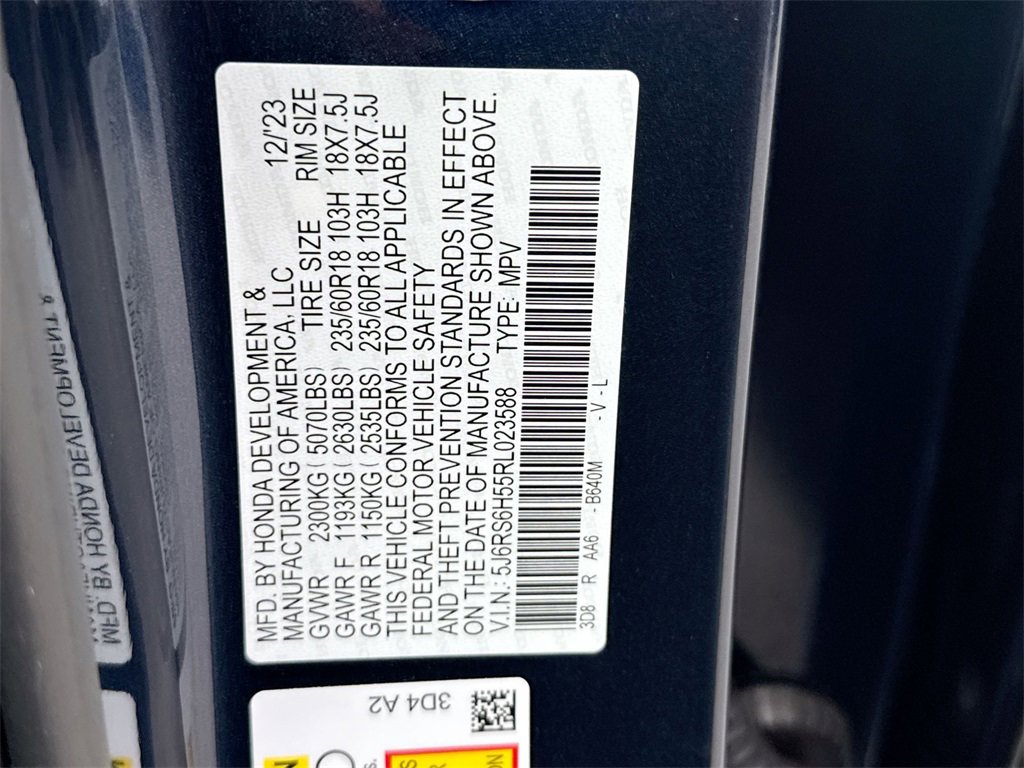 MFD. BY HONDA DEVELOPMENT &
MANUFACTURING OF AMERICA, LLC 12/'23
GVWR 2300KG ( 5070LBS) TIRE SIZE RIM SIZE
GAWR F 1193KG ( 2630LBS) 235/60R18 103H 18X7.5J
GAWR R 1150KG ( 2535LBS) 235/60R18 103H 18X7.5J
THIS VEHICLE CONFORMS TO ALL APPLICABLE
FEDERAL MOTOR VEHICLE SAFETY
AND THEFT PREVENTION STANDARDS IN EFFECT
ON THE DATE OF MANUFACTURE SHOWN ABOVE.
V.I.N.: 5J6RS6H55RL023588 TYPE: MPV
3D8 - R AA6 - B640M - V - L
3D4 A2
MFD. BY HONDA DEVELOPMENT &